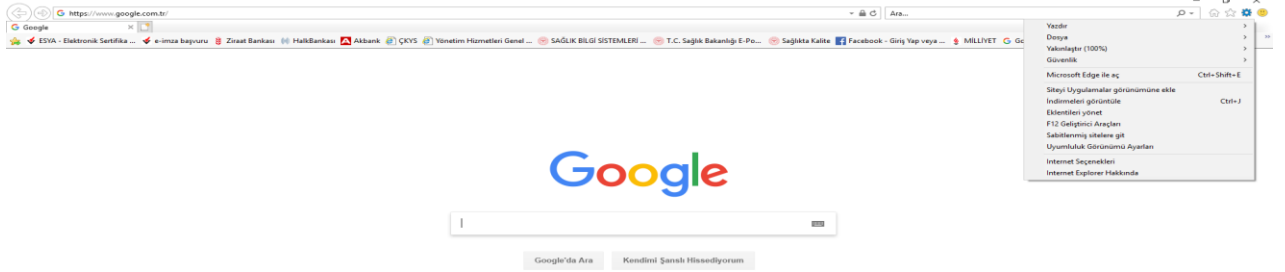 https://www.google.com.tr/
Ara...
Google
ESYA - Elektronik Sertifika ... e-imza başvuru Ziraat Bankası HalkBankası Akbank ÇKYS Yönetim Hizmetleri Genel ... SAĞLIK BİLGİ SİSTEMLERİ ... T.C. Sağlık Bakanlığı E-Po... Sağlıkta Kalite Facebook - Giriş Yap veya ... MİLLİYET Go
Yazdır
Dosya
Yakınlaştır (100%)
Güvenlik
Microsoft Edge ile aç Ctrl+Shift+E
Siteyi Uygulamalar görünümüne ekle
İndirmeleri görüntüle Ctrl+J
Eklentileri yönet
F12 Geliştirici Araçları
Sabitlenmiş sitelere git
Uyumluluk Görünümü Ayarları
Internet Seçenekleri
Internet Explorer Hakkında
Google
Google'da Ara Kendimi Şanslı Hissediyorum